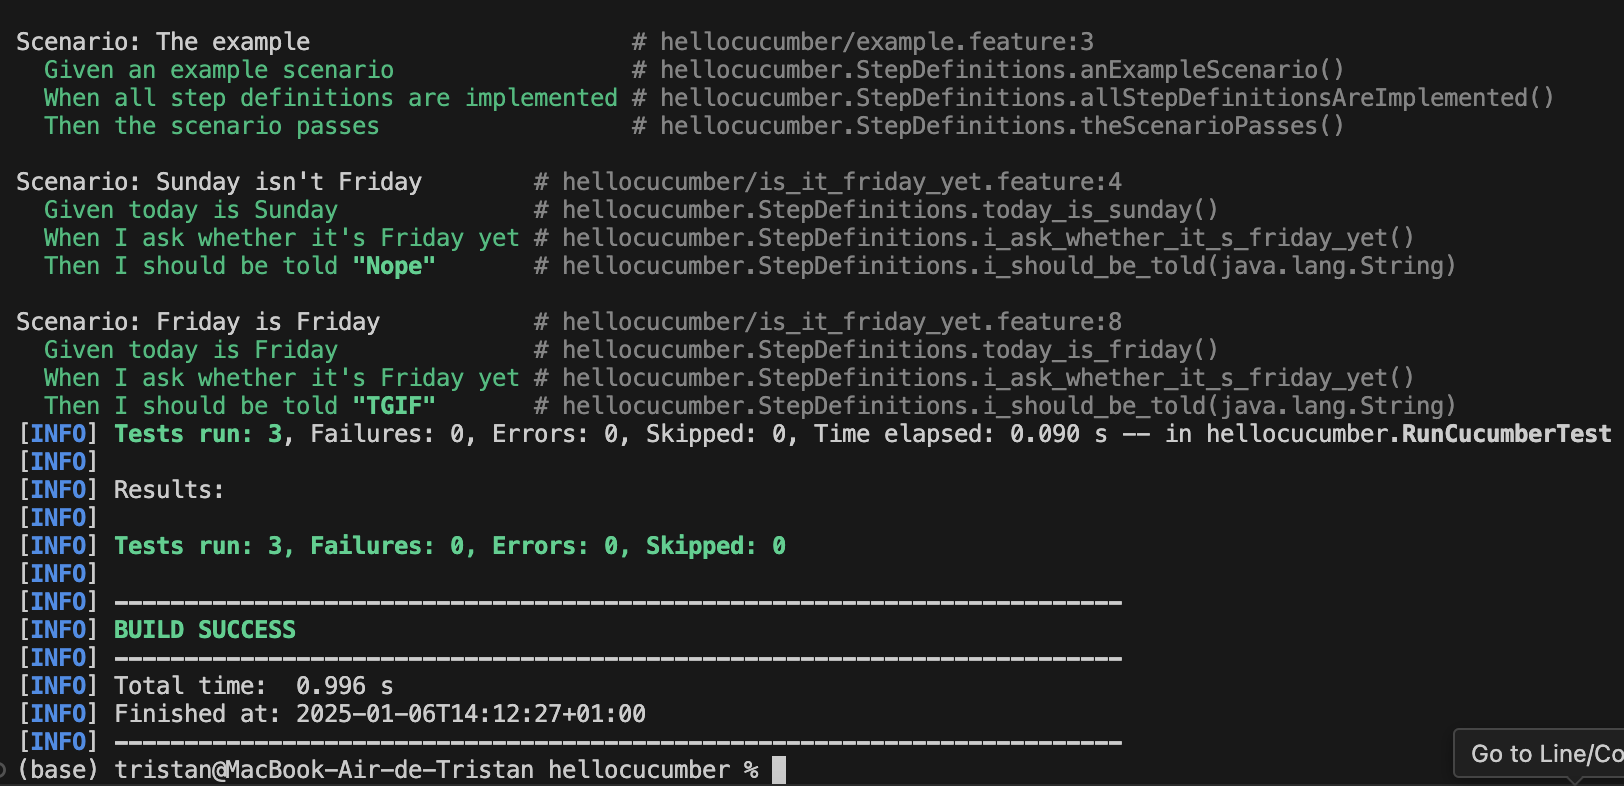 Scenario: The example                       # hellocucumber/example.feature:3
  Given an example scenario                 # hellocucumber.StepDefinitions.anExampleScenario()
  When all step definitions are implemented # hellocucumber.StepDefinitions.allStepDefinitionsAreImplemented()
  Then the scenario passes                  # hellocucumber.StepDefinitions.theScenarioPasses()

Scenario: Sunday isn't Friday        # hellocucumber/is_it_friday_yet.feature:4
  Given today is Sunday              # hellocucumber.StepDefinitions.today_is_sunday()
  When I ask whether it's Friday yet # hellocucumber.StepDefinitions.i_ask_whether_it_s_friday_yet()
  Then I should be told "Nope"       # hellocucumber.StepDefinitions.i_should_be_told(java.lang.String)

Scenario: Friday is Friday           # hellocucumber/is_it_friday_yet.feature:8
  Given today is Friday              # hellocucumber.StepDefinitions.today_is_friday()
  When I ask whether it's Friday yet # hellocucumber.StepDefinitions.i_ask_whether_it_s_friday_yet()
  Then I should be told "TGIF"       # hellocucumber.StepDefinitions.i_should_be_told(java.lang.String)
[INFO] Tests run: 3, Failures: 0, Errors: 0, Skipped: 0, Time elapsed: 0.090 s -- in hellocucumber.RunCucumberTest
[INFO]
[INFO] Results:
[INFO]
[INFO] Tests run: 3, Failures: 0, Errors: 0, Skipped: 0
[INFO]
[INFO] ------------------------------------------------------------------------
[INFO] BUILD SUCCESS
[INFO] ------------------------------------------------------------------------
[INFO] Total time:  0.996 s
[INFO] Finished at: 2025-01-06T14:12:27+01:00
[INFO] ------------------------------------------------------------------------
(base) tristan@MacBook-Air-de-Tristan hellocucumber %
Go to Line/Co